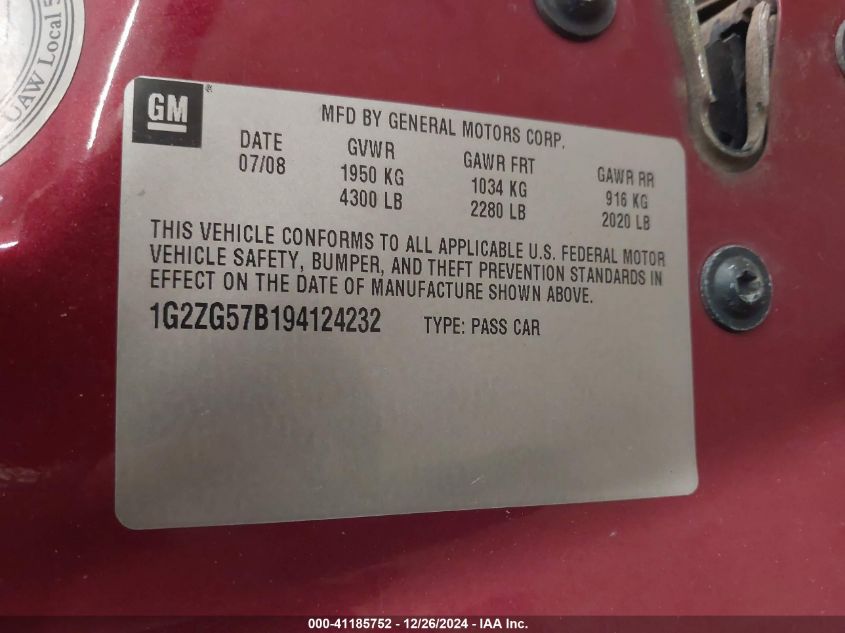 UAW Local 5
GM ®
MFD BY GENERAL MOTORS CORP.
DATE GVWR GAWR FRT GAWR RR
07/08 1950 KG 1034 KG 916 KG
4300 LB 2280 LB 2020 LB
THIS VEHICLE CONFORMS TO ALL APPLICABLE U.S. FEDERAL MOTOR
VEHICLE SAFETY, BUMPER, AND THEFT PREVENTION STANDARDS IN
EFFECT ON THE DATE OF MANUFACTURE SHOWN ABOVE.
1G2ZG57B194124232 TYPE: PASS CAR
000-41185752 - 12/26/2024 - IAA Inc.